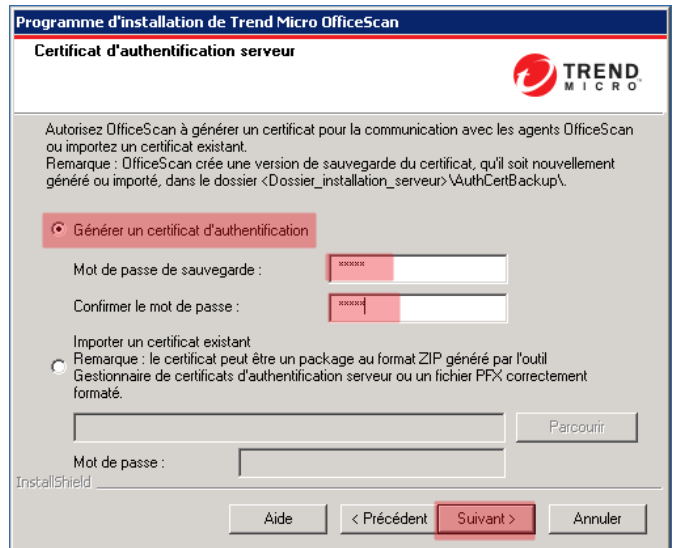 Programme d'installation de Trend Micro OfficeScan
Certificat d'authentification serveur
TREND
MICRO
Autorisez OfficeScan à générer un certificat pour la communication avec les agents OfficeScan
ou importez un certificat existant.
Remarque : OfficeScan crée une version de sauvegarde du certificat, qu'il soit nouvellement
généré ou importé, dans le dossier <Dossier_installation_serveur>\AuthCertBackup\.
Générer un certificat d'authentification
Mot de passe de sauvegarde : *****
Confirmer le mot de passe : *****
Importer un certificat existant
Remarque : le certificat peut être un package au format ZIP généré par l'outil
Gestionnaire de certificats d'authentification serveur ou un fichier PFX correctement
formaté.
Parcourir
Mot de passe :
InstallShield
Aide < Précédent Suivant > Annuler